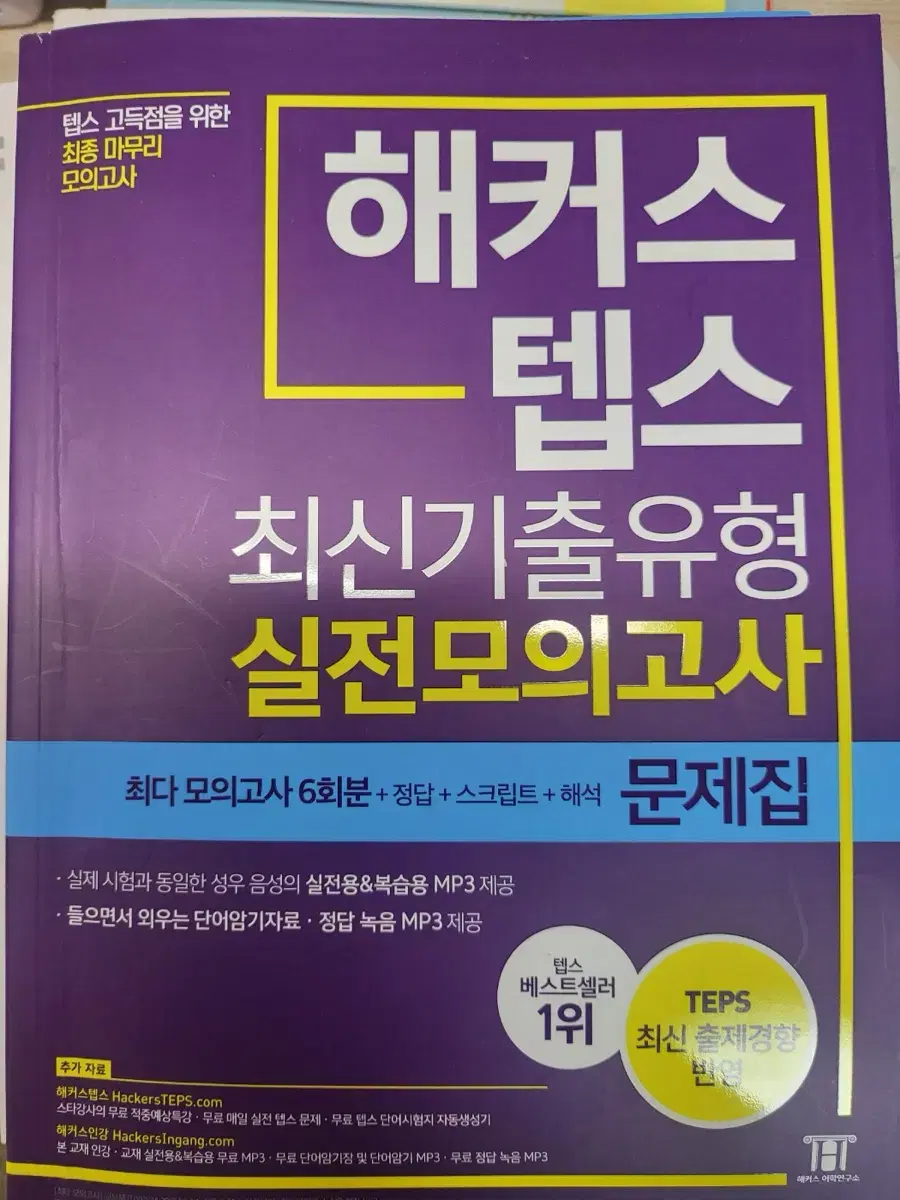 텝스 고득점을 위한
최종 마무리
모의고사
해커스
텝스
최신기출유형
실전모의고사
최다 모의고사 6회분 + 정답 + 스크립트 + 해석 문제집
· 실제 시험과 동일한 성우 음성의 실전용&복습용 MP3 제공
· 들으면서 외우는 단어암기자료 · 정답 녹음 MP3 제공
텝스
베스트셀러
1위
TEPS
최신 출제경향
반영
추가 자료
해커스텝스 HackersTEPS.com
스타강사의 무료 적중예상특강 · 무료 매일 실전 텝스 문제 · 무료 텝스 단어시험지 자동생성기
해커스인강 HackersIngang.com
본 교재 인강 · 교재 실전용&복습용 무료 MP3 · 무료 단어암기장 및 단어암기 MP3 · 무료 정답 녹음 MP3
해커스 어학연구소